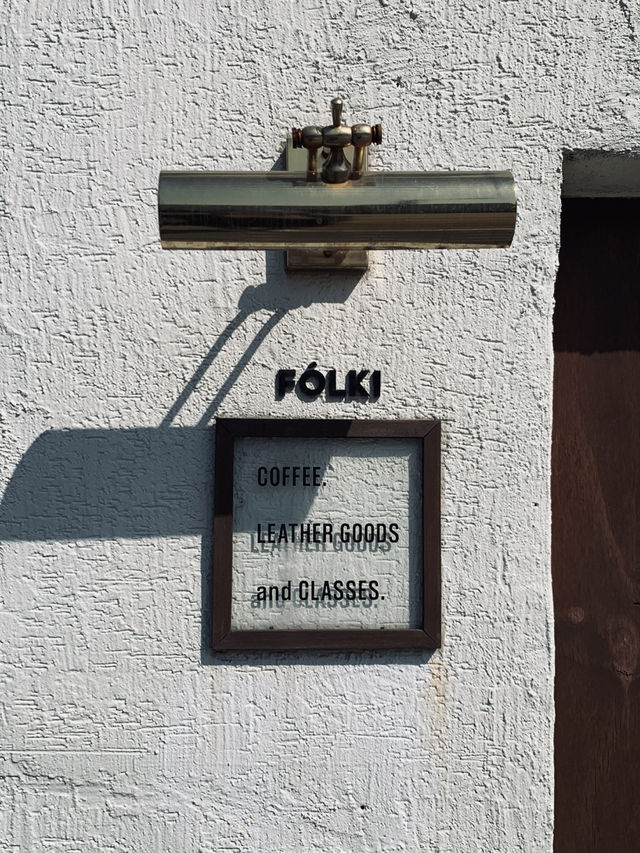 FÓLKI
COFFEE.
LEATHER GOODS
and CLASSES.